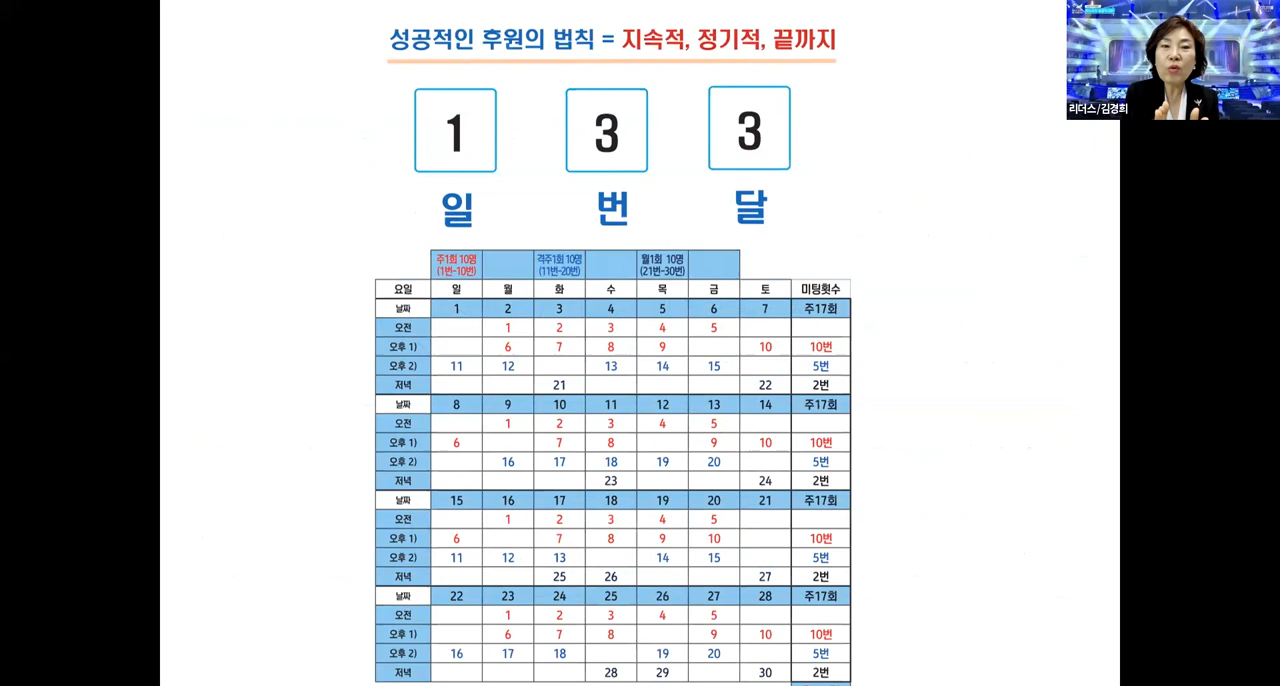 성공적인 후원의 법칙 = 지속적, 정기적, 끝까지
1 3 3
일 번 달
리더스/김경희
주1회 10명 격주1회 10명 월1회 10명
(1번-10번) (11번-20번) (21번-30번)
요일 일 월 화 수 목 금 토 미팅횟수
날짜 1 2 3 4 5 6 7 주17회
오전 1 2 3 4 5
오후 1) 6 7 8 9 10 10번
오후 2) 11 12 13 14 15 5번
저녁 21 22 2번
날짜 8 9 10 11 12 13 14 주17회
오전 1 2 3 4 5
오후 1) 6 7 8 9 10 10번
오후 2) 16 17 18 19 20 5번
저녁 23 24 2번
날짜 15 16 17 18 19 20 21 주17회
오전 1 2 3 4 5
오후 1) 6 7 8 9 10 10번
오후 2) 11 12 13 14 15 5번
저녁 25 26 27 2번
날짜 22 23 24 25 26 27 28 주17회
오전 1 2 3 4 5
오후 1) 6 7 8 9 10 10번
오후 2) 16 17 18 19 20 5번
저녁 28 29 30 2번